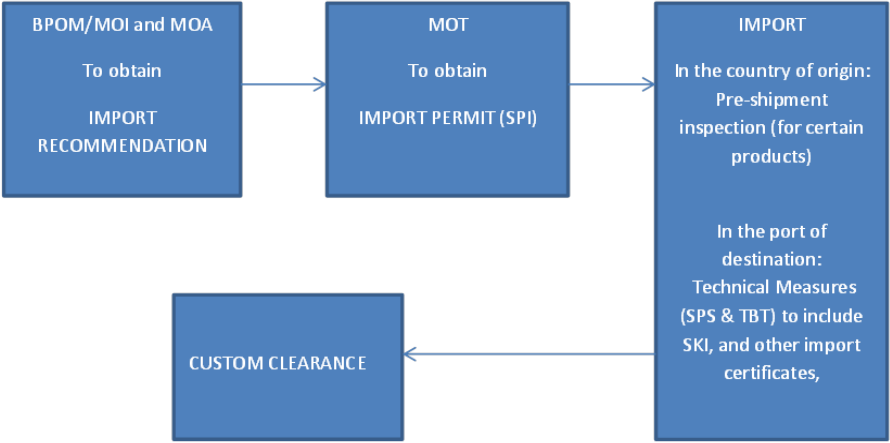 BPOM/MOI and MOA
To obtain
IMPORT
RECOMMENDATION
MOT
To obtain
IMPORT PERMIT (SPI)
IMPORT
In the country of origin:
Pre-shipment
inspection (for certain
products)
In the port of
destination:
Technical Measures
(SPS & TBT) to include
SKI, and other import
certificates,
CUSTOM CLEARANCE